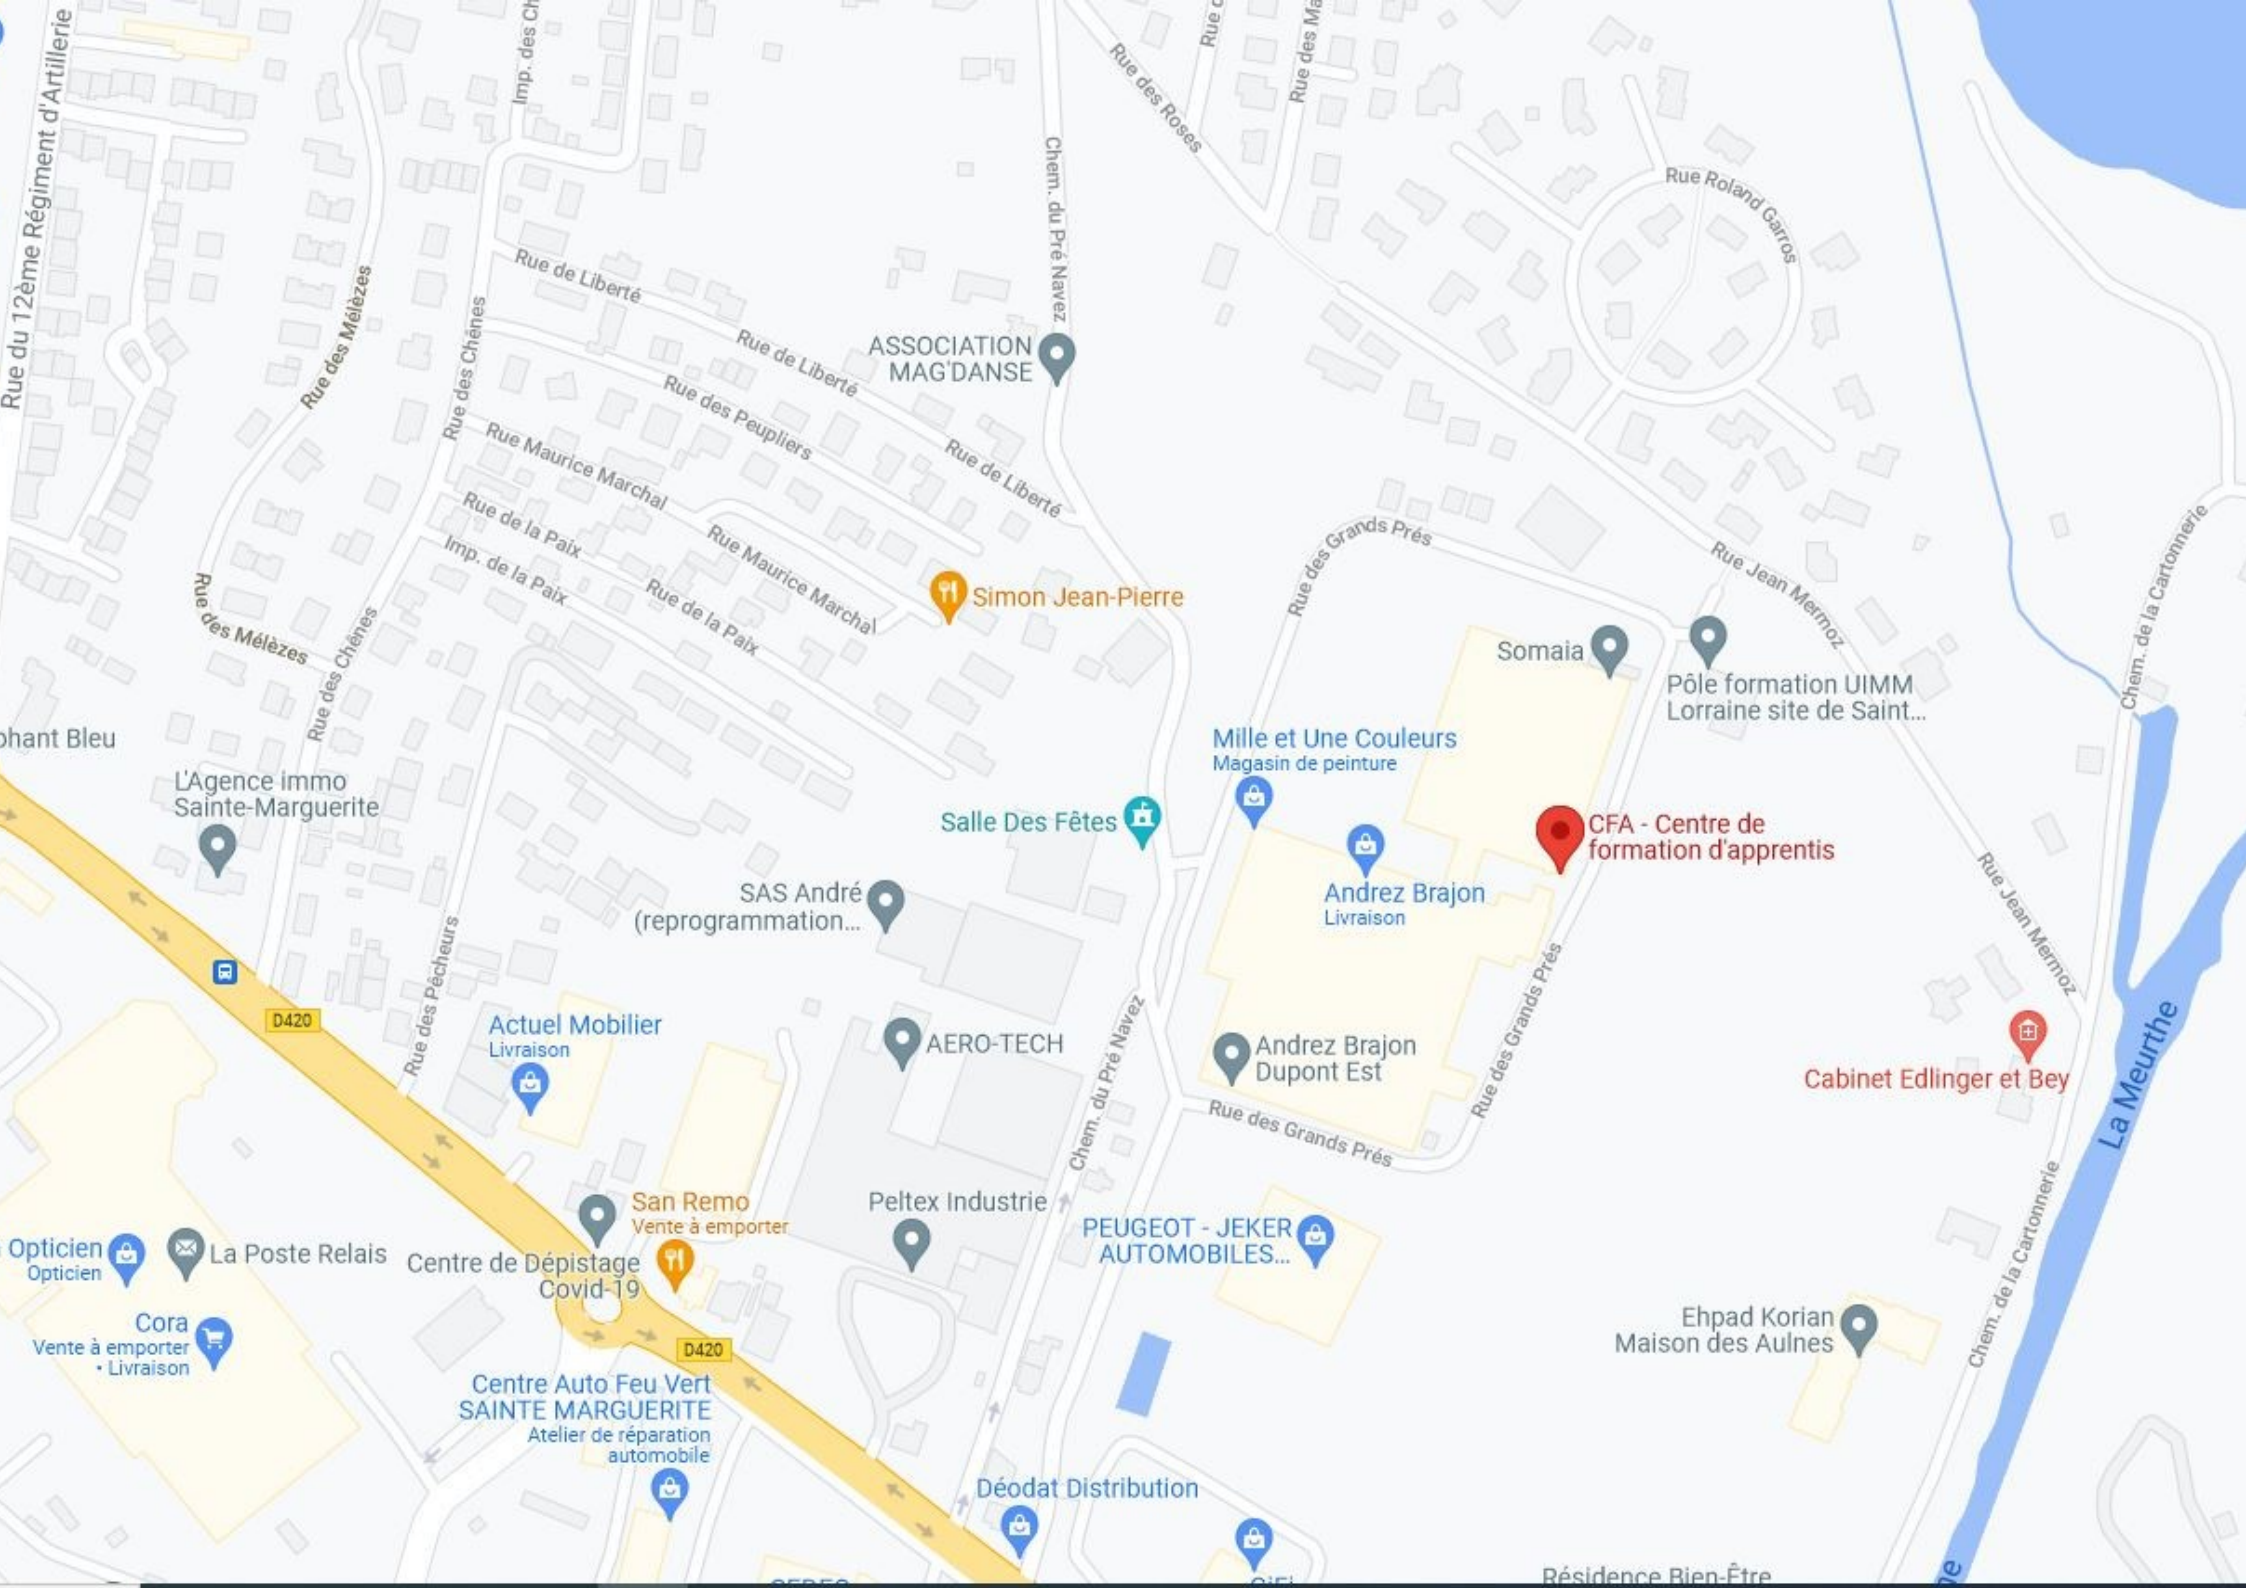 Rue du 12ème Régiment d'Artillerie
Imp. des Ch
Rue des Roses
Rue d
Rue des Ma
Chem. du Pré Navez
Rue Roland Garros
Rue de Liberté
Rue des Mélèzes
Rue des Chênes
Rue de Liberté
ASSOCIATION
MAG'DANSE
Rue des Peupliers
Rue de Liberté
Rue Maurice Marchal
Rue de la Paix
Rue Maurice Marchal
Imp. de la Paix
Rue de la Paix
Simon Jean-Pierre
Rue des Grands Prés
Rue des Grands Prés
Rue Jean Mermoz
Chem. de la Cartonnerie
Rue des Mélèzes
Rue des Chênes
Somaia
Pôle formation UIMM
Lorraine site de Saint...
phant Bleu
Mille et Une Couleurs
Magasin de peinture
L'Agence immo
Sainte-Marguerite
Salle Des Fêtes
CFA - Centre de
formation d'apprentis
Andrez Brajon
Livraison
SAS André
(reprogrammation...
Rue Jean Mermoz
Rue des Pêcheurs
D420
Actuel Mobilier
Livraison
AERO-TECH
Chem. du Pré Navez
Andrez Brajon
Dupont Est
Rue des Grands Prés
Rue des Grands Prés
Cabinet Edlinger et Bey
La Meurthe
San Remo
Vente à emporter
Peltex Industrie
PEUGEOT - JEKER
AUTOMOBILES...
Opticien
Opticien
La Poste Relais
Centre de Dépistage
Covid-19
Chem. de la Cartonnerie
Cora
Vente à emporter
• Livraison
D420
Ehpad Korian
Maison des Aulnes
Centre Auto Feu Vert
SAINTE MARGUERITE
Atelier de réparation
automobile
Déodat Distribution
GiFi
Résidence Bien-Être
ne